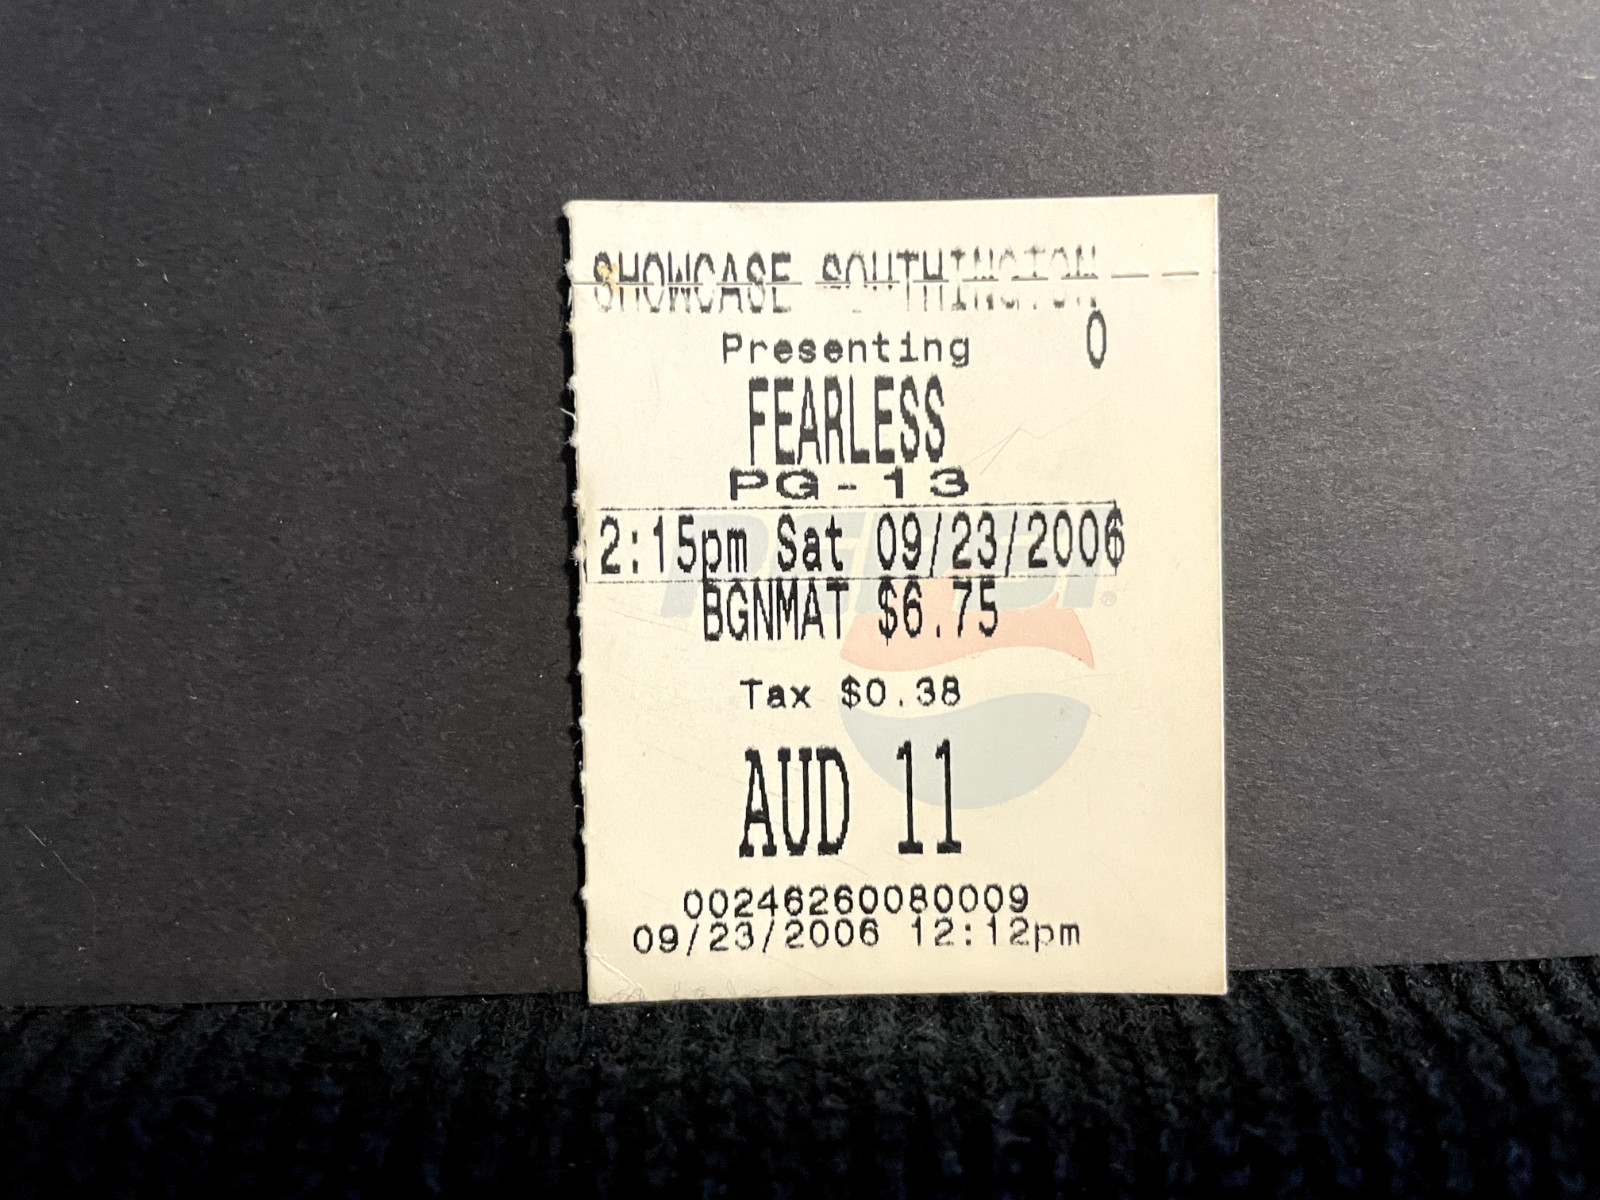 SHOWCASE SOUTHINGTON
0
Presenting
FEARLESS
PG-13
2:15pm Sat 09/23/2006
PEPSI®
BGNMAT $6.75
Tax $0.38
AUD 11
00246260080009
09/23/2006 12:12pm